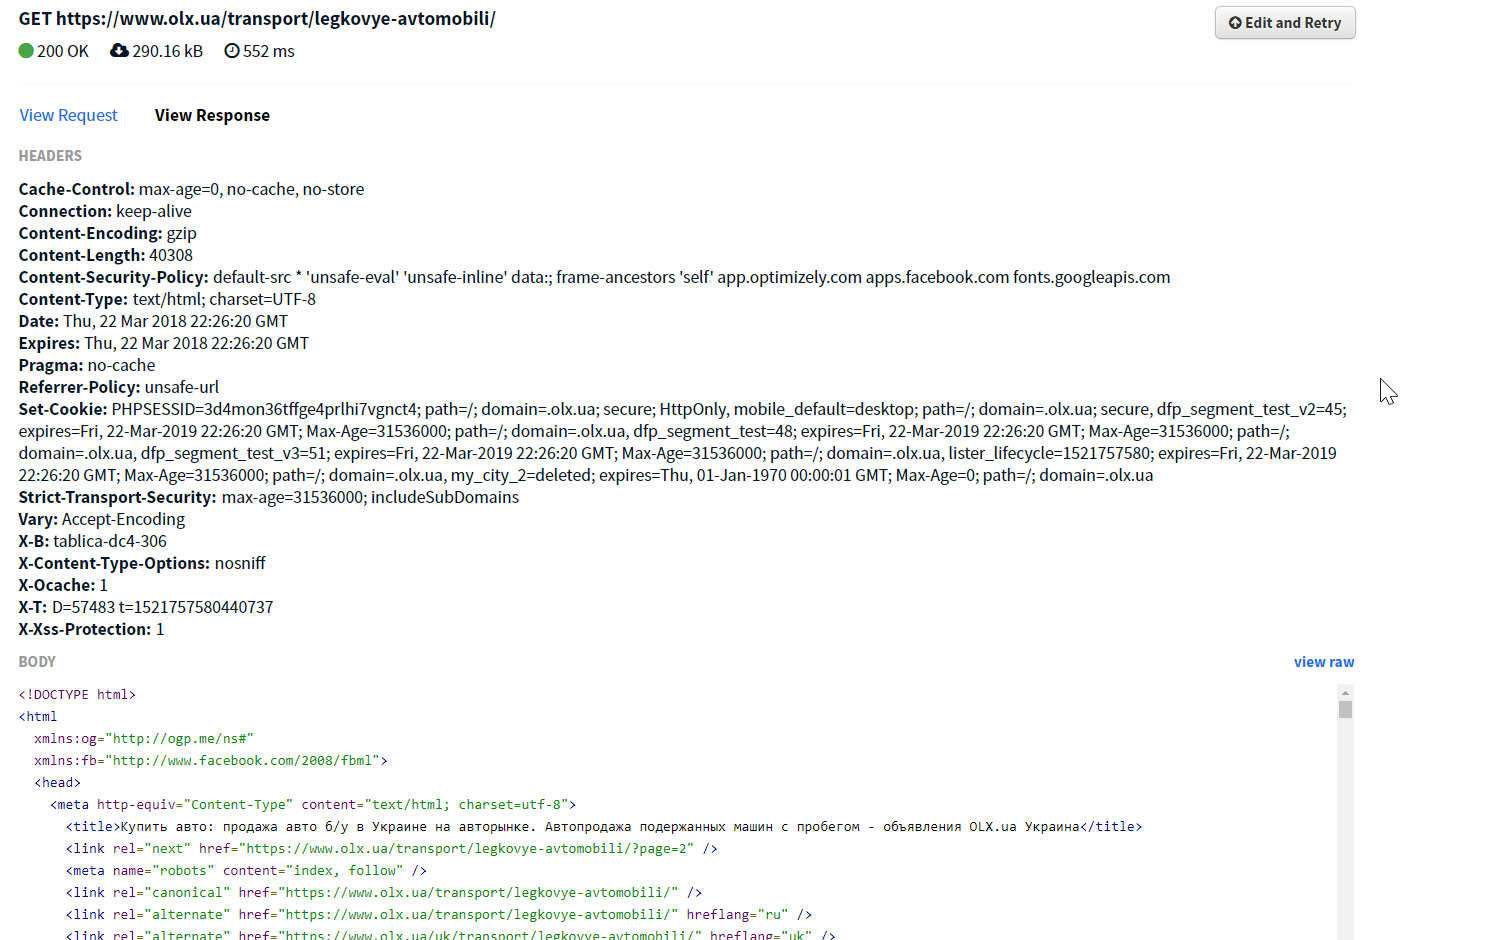 GET https://www.olx.ua/transport/legkovye-avtomobili/
Edit and Retry
200 OK 290.16 kB 552 ms
View Request View Response
HEADERS
Cache-Control: max-age=0, no-cache, no-store
Connection: keep-alive
Content-Encoding: gzip
Content-Length: 40308
Content-Security-Policy: default-src * 'unsafe-eval' 'unsafe-inline' data:; frame-ancestors 'self' app.optimizely.com apps.facebook.com fonts.googleapis.com
Content-Type: text/html; charset=UTF-8
Date: Thu, 22 Mar 2018 22:26:20 GMT
Expires: Thu, 22 Mar 2018 22:26:20 GMT
Pragma: no-cache
Referrer-Policy: unsafe-url
Set-Cookie: PHPSESSID=3d4mon36tffge4prlhi7vgnct4; path=/; domain=.olx.ua; secure; HttpOnly, mobile_default=desktop; path=/; domain=.olx.ua; secure, dfp_segment_test_v2=45;
expires=Fri, 22-Mar-2019 22:26:20 GMT; Max-Age=31536000; path=/; domain=.olx.ua, dfp_segment_test=48; expires=Fri, 22-Mar-2019 22:26:20 GMT; Max-Age=31536000; path=/;
domain=.olx.ua, dfp_segment_test_v3=51; expires=Fri, 22-Mar-2019 22:26:20 GMT; Max-Age=31536000; path=/; domain=.olx.ua, lister_lifecycle=1521757580; expires=Fri, 22-Mar-2019
22:26:20 GMT; Max-Age=31536000; path=/; domain=.olx.ua, my_city_2=deleted; expires=Thu, 01-Jan-1970 00:00:01 GMT; Max-Age=0; path=/; domain=.olx.ua
Strict-Transport-Security: max-age=31536000; includeSubDomains
Vary: Accept-Encoding
X-B: tablica-dc4-306
X-Content-Type-Options: nosniff
X-Ocache: 1
X-T: D=57483 t=1521757580440737
X-Xss-Protection: 1
BODY
view raw
<!DOCTYPE html>
<html
xmlns:og="http://ogp.me/ns#"
xmlns:fb="http://www.facebook.com/2008/fbml">
<head>
<meta http-equiv="Content-Type" content="text/html; charset=utf-8">
<title>Купить авто: продажа авто б/у в Украине на авторынке. Автопродажа подержанных машин с пробегом - объявления OLX.ua Украина</title>
<link rel="next" href="https://www.olx.ua/transport/legkovye-avtomobili/?page=2" />
<meta name="robots" content="index, follow" />
<link rel="canonical" href="https://www.olx.ua/transport/legkovye-avtomobili/" />
<link rel="alternate" href="https://www.olx.ua/transport/legkovye-avtomobili/" hreflang="ru" />
<link rel="alternate" href="https://www.olx.ua/uk/transport/legkovye-avtomobili/" hreflang="uk" />